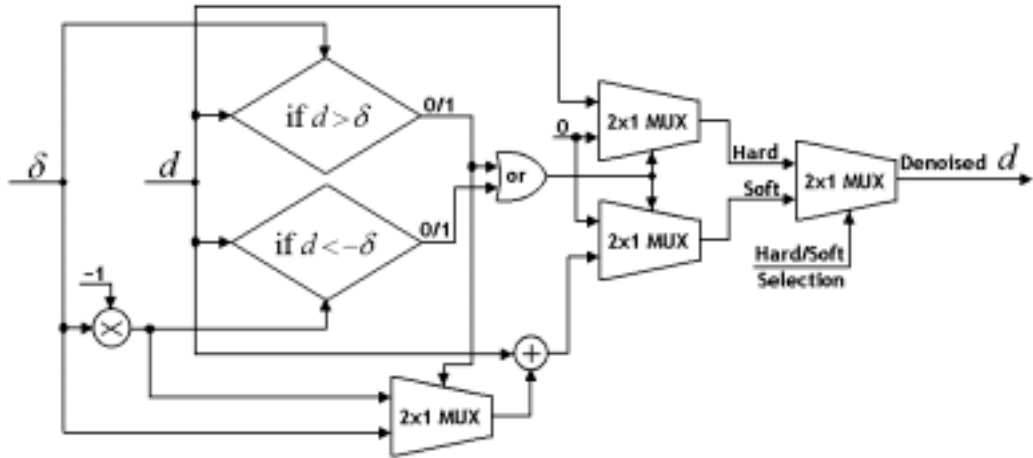 if d > δ
0/1
0
2x1 MUX
Hard
or
δ
d
2x1 MUX
Denoised d
Soft
if d < −δ
0/1
2x1 MUX
Hard/Soft
Selection
−1
×
+
2x1 MUX